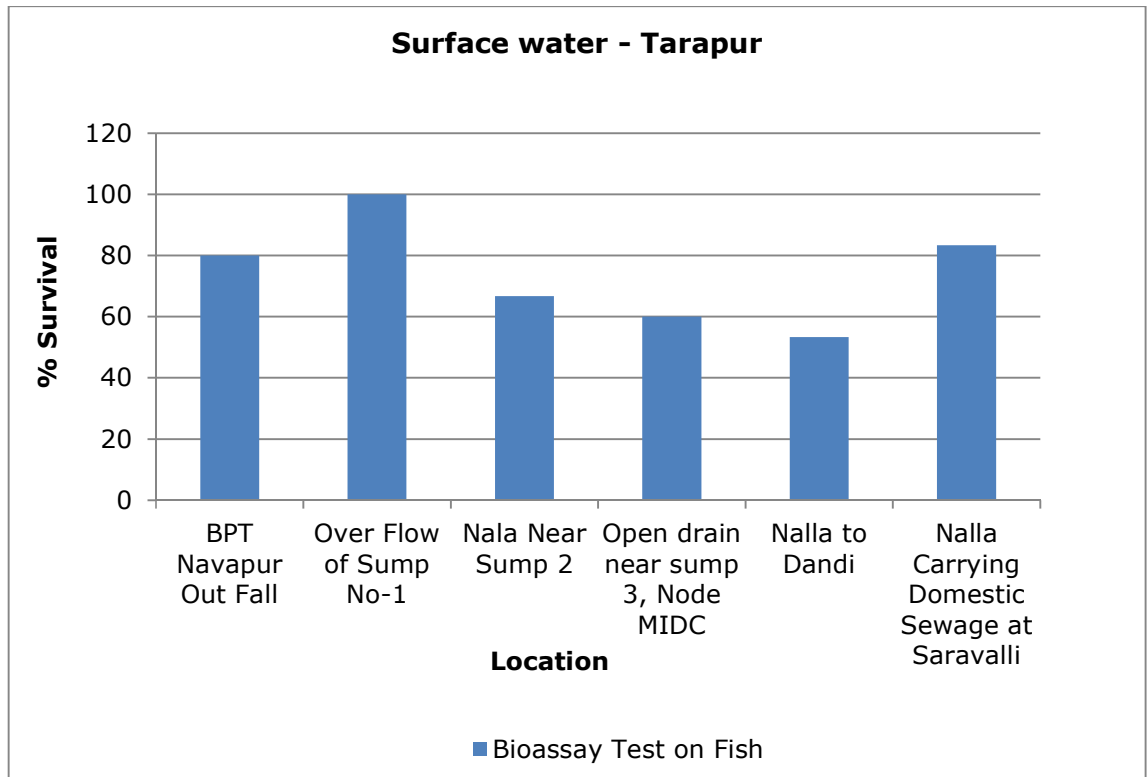 Surface water - Tarapur
120
100
80
60
40
20
0
% Survival
BPT
Navapur
Out Fall
Over Flow
of Sump
No-1
Nala Near
Sump 2
Open drain
near sump
3, Node
MIDC
Nalla to
Dandi
Nalla
Carrying
Domestic
Sewage at
Saravalli
Location
Bioassay Test on Fish